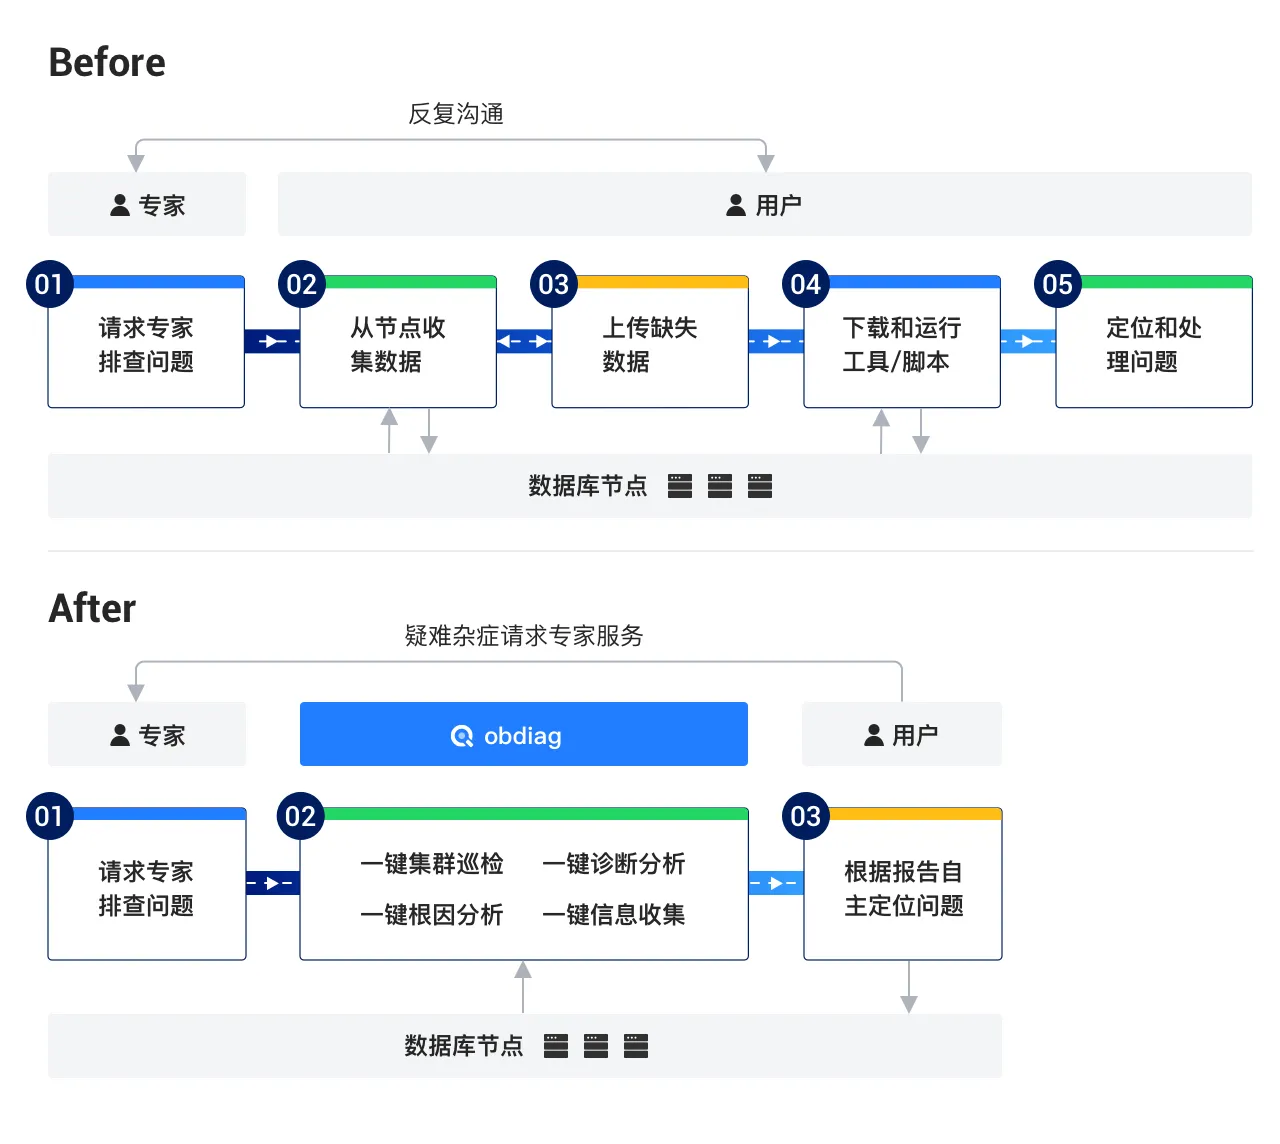 Before
反复沟通
专家
用户
01
请求专家
排查问题
02
从节点收
集数据
03
上传缺失
数据
04
下载和运行
工具/脚本
05
定位和处
理问题
数据库节点
After
疑难杂症请求专家服务
专家
obdiag
用户
01
请求专家
排查问题
02
一键集群巡检 一键诊断分析
一键根因分析 一键信息收集
03
根据报告自
主定位问题
数据库节点